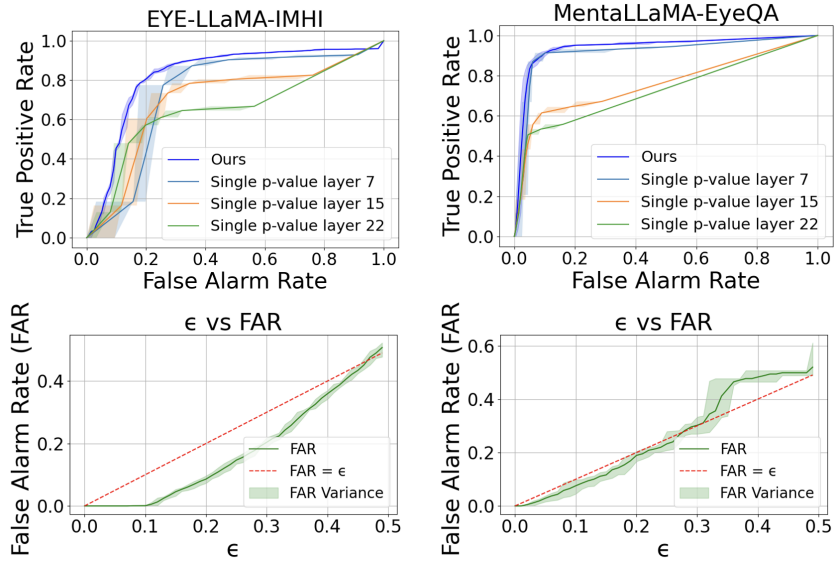 EYE-LLaMA-IMHI
True Positive Rate
1.0
0.8
0.6
0.4
0.2
0.0
Ours
Single p-value layer 7
Single p-value layer 15
Single p-value layer 22
0.0 0.2 0.4 0.6 0.8 1.0
False Alarm Rate
MentaLLaMA-EyeQA
True Positive Rate
1.0
0.8
0.6
0.4
0.2
0.0
Ours
Single p-value layer 7
Single p-value layer 15
Single p-value layer 22
0.0 0.2 0.4 0.6 0.8 1.0
False Alarm Rate
ϵ vs FAR
False Alarm Rate (FAR
0.4
0.2
0.0
FAR
FAR = ϵ
FAR Variance
0.0 0.1 0.2 0.3 0.4 0.5
ϵ
ϵ vs FAR
False Alarm Rate (FAR
0.6
0.4
0.2
0.0
FAR
FAR = ϵ
FAR Variance
0.0 0.1 0.2 0.3 0.4 0.5
ϵ